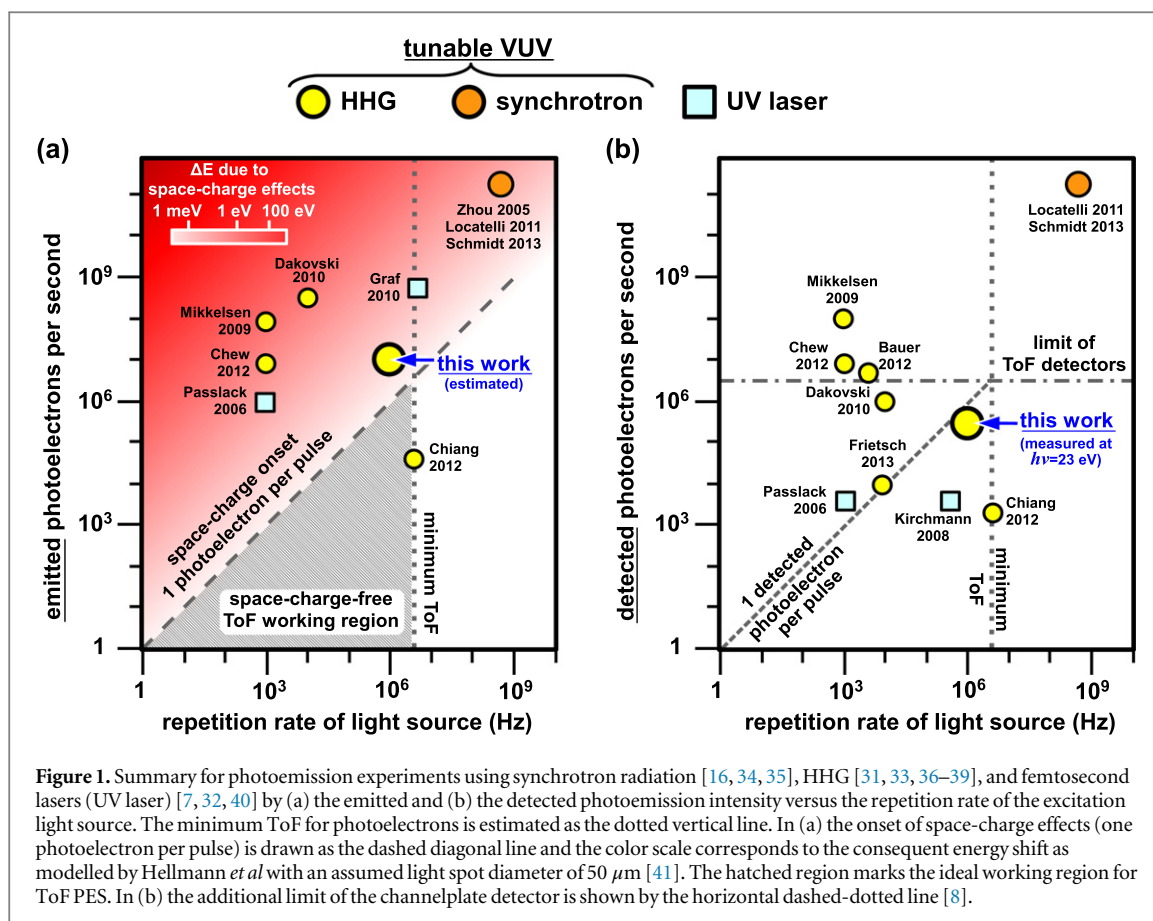 tunable VUV
HHG
synchrotron
UV laser
(a)
ΔE due to
space-charge effects
1 meV 1 eV 100 eV
Zhou 2005
Locatelli 2011
Schmidt 2013
Dakovski
2010
Graf
2010
Mikkelsen
2009
Chew
2012
Passlack
2006
this work
(estimated)
Chiang
2012
space-charge onset
1 photoelectron per pulse
space-charge-free
ToF working region
minimum ToF
emitted photoelectrons per second
10⁹
10⁶
10³
1
1 10³ 10⁶ 10⁹
repetition rate of light source (Hz)
(b)
Locatelli 2011
Schmidt 2013
Mikkelsen
2009
Chew
2012
Bauer
2012
limit of
ToF detectors
Dakovski
2010
this work
(measured at
hν=23 eV)
Frietsch
2013
Passlack
2006
Kirchmann
2008
Chiang
2012
1 detected
photoelectron
per pulse
minimum
ToF
detected photoelectrons per second
10⁹
10⁶
10³
1
1 10³ 10⁶ 10⁹
repetition rate of light source (Hz)
Figure 1. Summary for photoemission experiments using synchrotron radiation [16, 34, 35], HHG [31, 33, 36–39], and femtosecond
lasers (UV laser) [7, 32, 40] by (a) the emitted and (b) the detected photoemission intensity versus the repetition rate of the excitation
light source. The minimum ToF for photoelectrons is estimated as the dotted vertical line. In (a) the onset of space-charge effects (one
photoelectron per pulse) is drawn as the dashed diagonal line and the color scale corresponds to the consequent energy shift as
modelled by Hellmann et al with an assumed light spot diameter of 50 μm [41]. The hatched region marks the ideal working region for
ToF PES. In (b) the additional limit of the channelplate detector is shown by the horizontal dashed-dotted line [8].